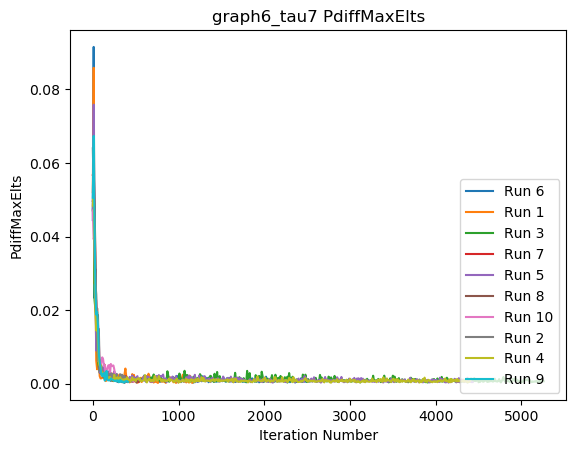 graph6_tau7 PdiffMaxElts
PdiffMaxElts
0.08
0.06
0.04
0.02
0.00
Run 6
Run 1
Run 3
Run 7
Run 5
Run 8
Run 10
Run 2
Run 4
Run 9
0
1000
2000
3000
4000
5000
Iteration Number